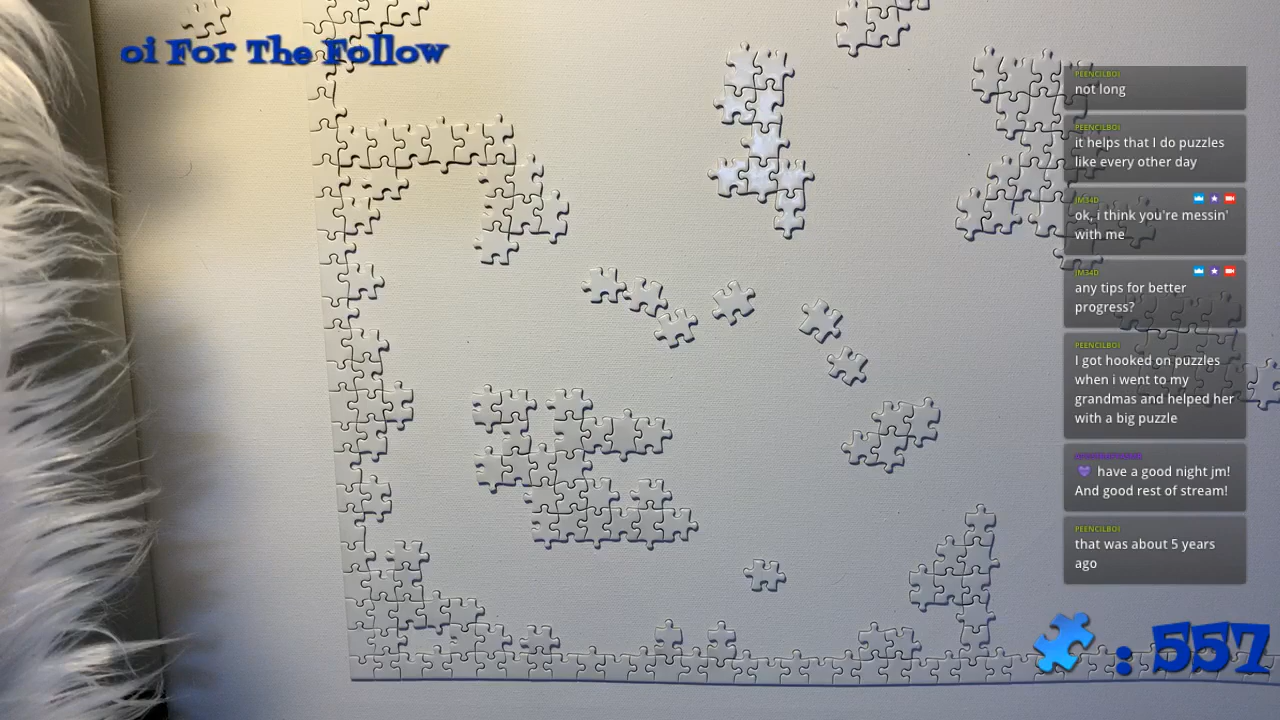 oi For The Follow
PEENCILBOI
not long
PEENCILBOI
it helps that I do puzzles
like every other day
JM34D
ok, i think you're messin'
with me
JM34D
any tips for better
progress?
PEENCILBOI
I got hooked on puzzles
when i went to my
grandmas and helped her
with a big puzzle
💜 have a good night jm!
And good rest of stream!
PEENCILBOI
that was about 5 years
ago
: 557